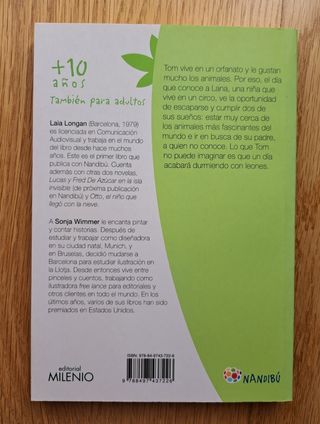 +10
años
También para adultos
Laia Longan (Barcelona, 1979)
es licenciada en Comunicación
Audiovisual y trabaja en el mundo
del libro desde hace muchos
años. Este es el primer libro que
publica con Nandibú. Cuenta
además con otras dos novelas,
Lucas y Fred De Azúcar en la isla
invisible (de próxima publicación
en Nandibú) y Otto, el niño que
llegó con la nieve.
A Sonja Wimmer le encanta pintar y
contar historias. Después de
estudiar y trabajar como diseñadora
en su ciudad natal, Munich, y
en Bruselas, decidió mudarse a
Barcelona para estudiar ilustración en
la Llotja. Desde entonces vive entre
pinceles y cuentos, trabajando como
ilustradora free lance para editoriales y
otros clientes en todo el mundo. En
los últimos años, varios de sus libros han
sido premiados en Estados Unidos.
Tom vive en un orfanato y le gustan
mucho los animales. Por eso, el día
que conoce a Lana, una niña que
vive en un circo, ve la oportunidad
de escaparse y cumplir dos de
sus sueños: estar muy cerca de
los animales más fascinantes del
mundo e ir en busca de su padre,
a quien no conoce. Lo que Tom
no puede imaginar es que un día
acabará durmiendo con leones.
editorial
MILENIO
ISBN: 978-84-9743-722-6
9 788497 437226
NANDIBÚ